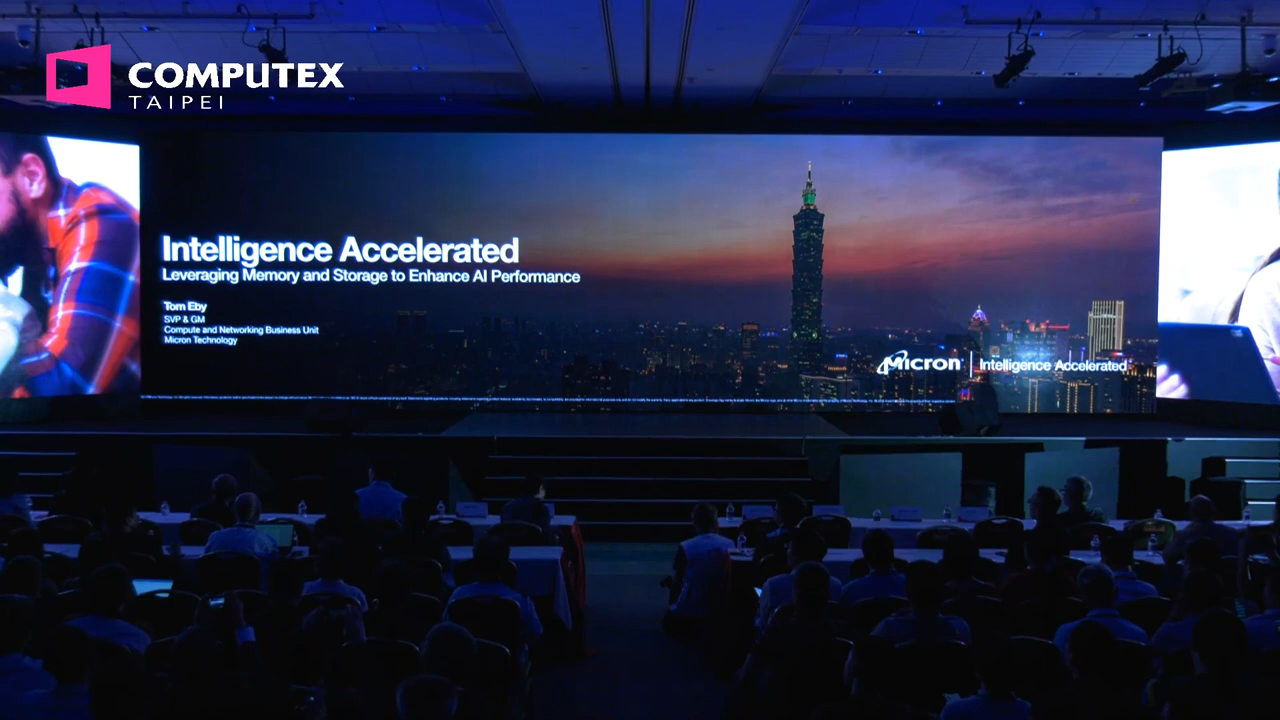 COMPUTEX
TAIPEI
Intelligence Accelerated
Leveraging Memory and Storage to Enhance AI Performance
Tom Eby
SVP & GM
Compute and Networking Business Unit
Micron Technology
Micron | Intelligence Accelerated